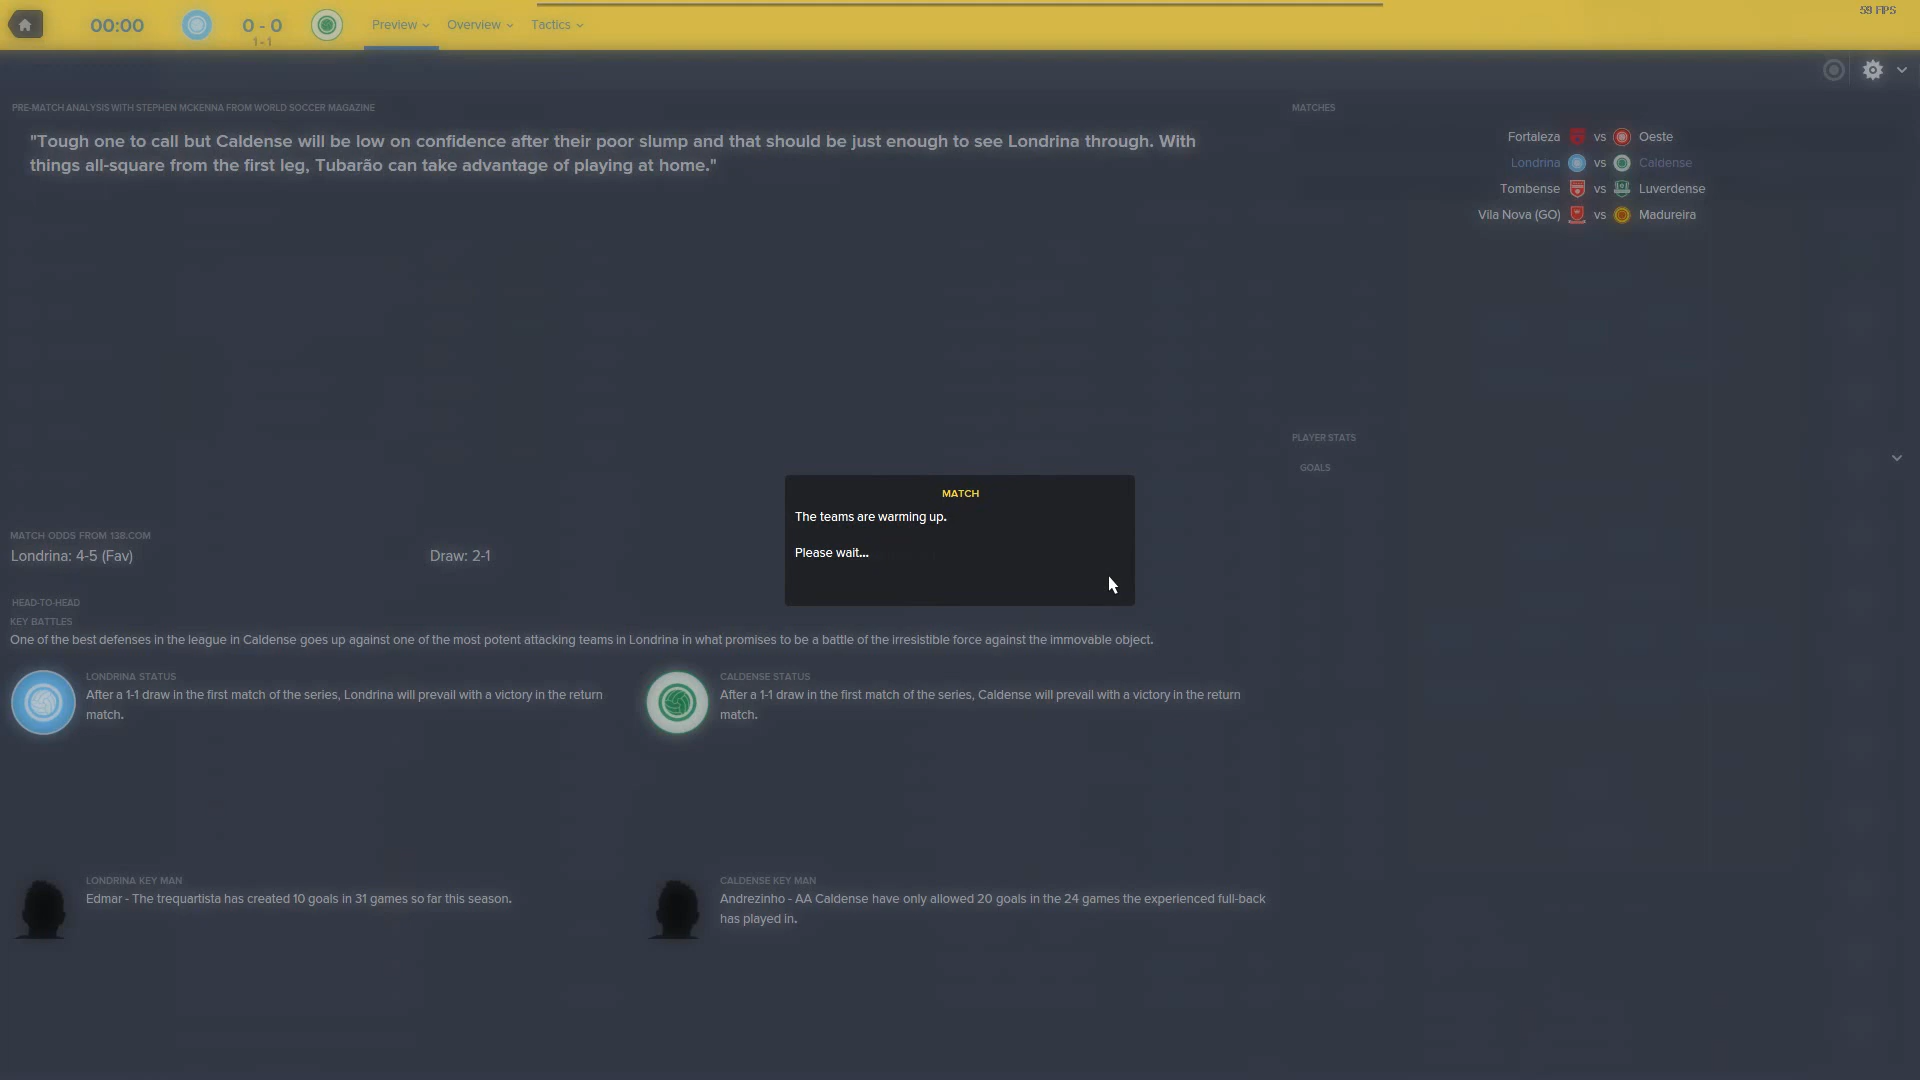 59 FPS
00:00
0 - 0
1 - 1
Preview
Overview
Tactics
PRE-MATCH ANALYSIS WITH STEPHEN MCKENNA FROM WORLD SOCCER MAGAZINE
"Tough one to call but Caldense will be low on confidence after their poor slump and that should be just enough to see Londrina through. With
things all-square from the first leg, Tubarão can take advantage of playing at home."
MATCHES
Fortaleza vs Oeste
Londrina vs Caldense
Tombense vs Luverdense
Vila Nova (GO) vs Madureira
PLAYER STATS
GOALS
MATCH
The teams are warming up.
Please wait...
MATCH ODDS FROM 138.COM
Londrina: 4-5 (Fav)
Draw: 2-1
HEAD-TO-HEAD
KEY BATTLES
One of the best defenses in the league in Caldense goes up against one of the most potent attacking teams in Londrina in what promises to be a battle of the irresistible force against the immovable object.
LONDRINA STATUS
After a 1-1 draw in the first match of the series, Londrina will prevail with a victory in the return
match.
CALDENSE STATUS
After a 1-1 draw in the first match of the series, Caldense will prevail with a victory in the return
match.
LONDRINA KEY MAN
Edmar - The trequartista has created 10 goals in 31 games so far this season.
CALDENSE KEY MAN
Andrezinho - AA Caldense have only allowed 20 goals in the 24 games the experienced full-back
has played in.